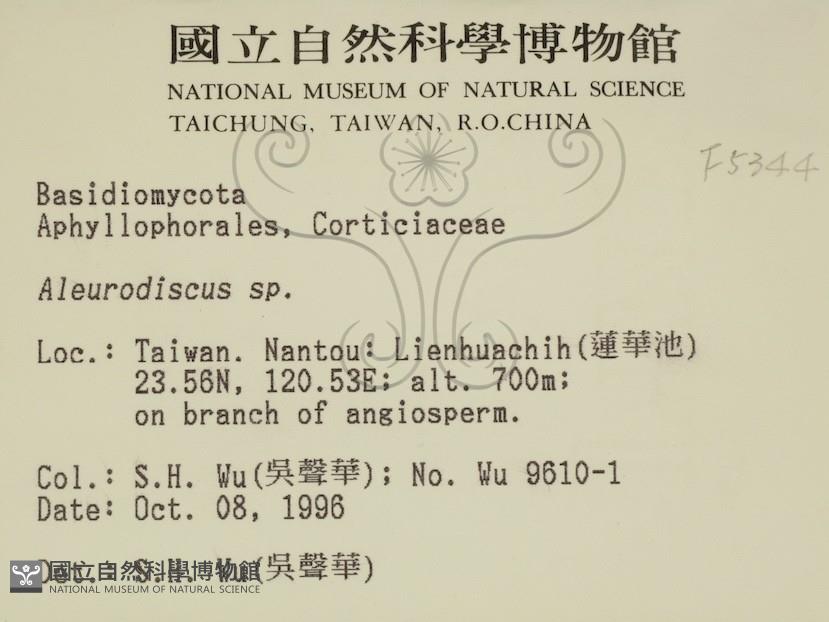 國立自然科學博物館
NATIONAL MUSEUM OF NATURAL SCIENCE
TAICHUNG, TAIWAN, R.O.CHINA
F5344
Basidiomycota
Aphyllophorales, Corticiaceae
Aleurodiscus sp.
Loc.: Taiwan. Nantou: Lienhuachih(蓮華池)
23.56N, 120.53E; alt. 700m;
on branch of angiosperm.
Col.: S.H. Wu(吳聲華); No. Wu 9610-1
Date: Oct. 08, 1996
Det.: S.H. Wu(吳聲華)
國立自然科學博物館
NATIONAL MUSEUM OF NATURAL SCIENCE